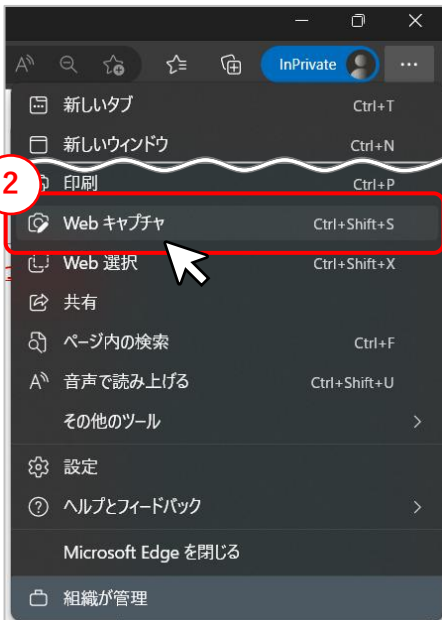 InPrivate
新しいタブ Ctrl+T
新しいウィンドウ Ctrl+N
印刷 Ctrl+P
2
Web キャプチャ Ctrl+Shift+S
Web 選択 Ctrl+Shift+X
共有
ページ内の検索 Ctrl+F
音声で読み上げる Ctrl+Shift+U
その他のツール
設定
ヘルプとフィードバック
Microsoft Edge を閉じる
組織が管理